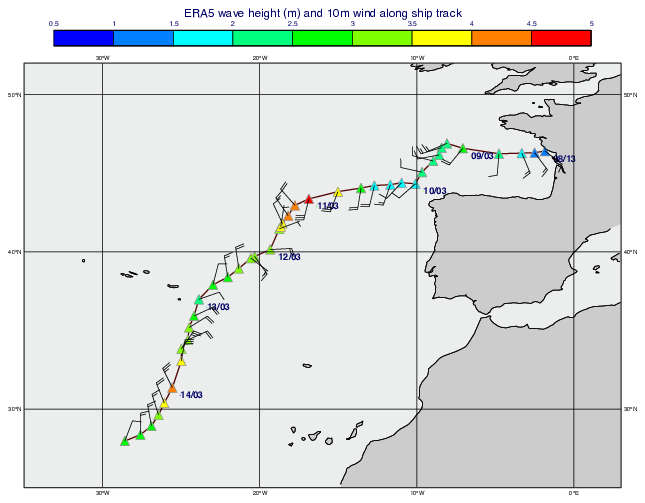 ERA5 wave height (m) and 10m wind along ship track
0.5 1 1.5 2 2.5 3 3.5 4 4.5 5
30°W 20°W 10°W 0°E
50°N 50°N
09/03
10/03
11/03
40°N 12/03 40°N
13/03
14/03
30°N 30°N
30°W 20°W 10°W 0°E